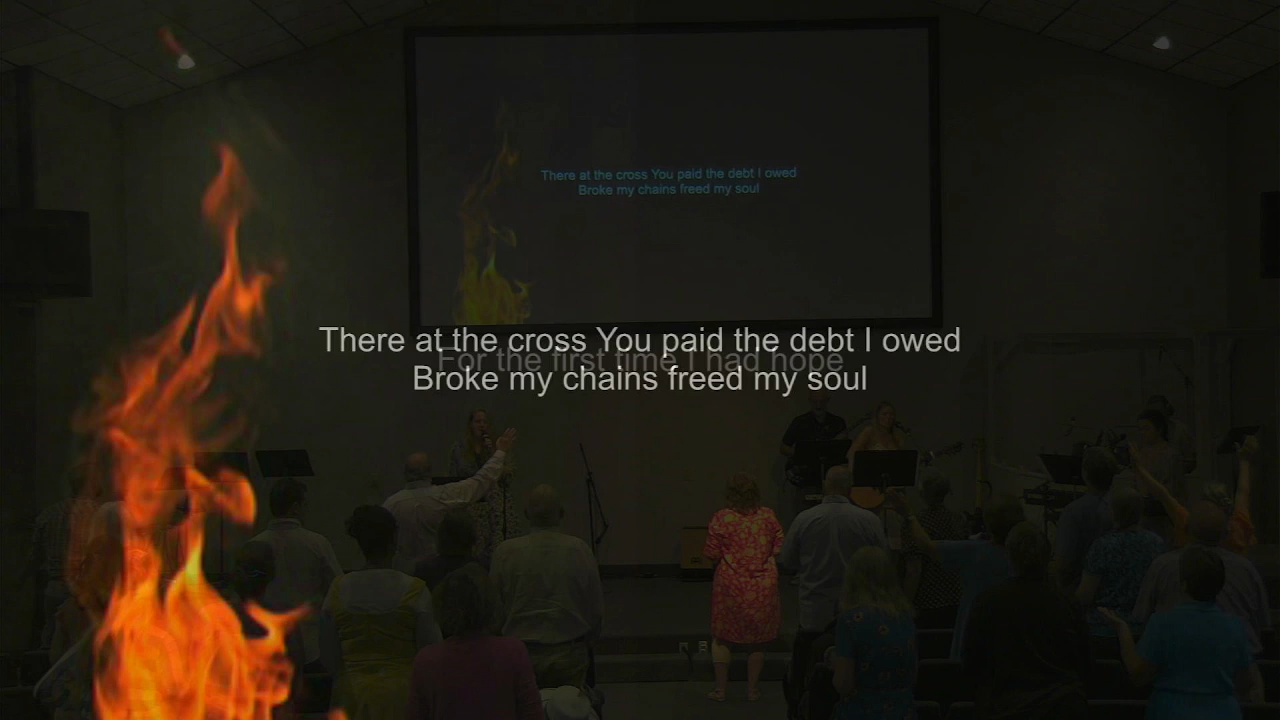 There at the cross You paid the debt I owed
Broke my chains freed my soul
There at the cross You paid the debt I owed
For the first time I had hope
Broke my chains freed my soul